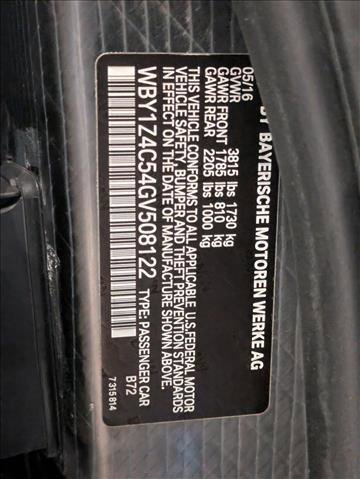 BY BAYERISCHE MOTOREN WERKE AG
05/16
GVWR 3815 lbs 1730 kg
GAWR FRONT 1785 lbs 810 kg
GAWR REAR 2205 lbs 1000 kg
THIS VEHICLE CONFORMS TO ALL APPLICABLE U.S.FEDERAL MOTOR
VEHICLE SAFETY, BUMPER AND THEFT PREVENTION STANDARDS
IN EFFECT ON THE DATE OF MANUFACTURE SHOWN ABOVE.
WBY1Z4C54GV508122 TYPE: PASSENGER CAR
BT2
7315814